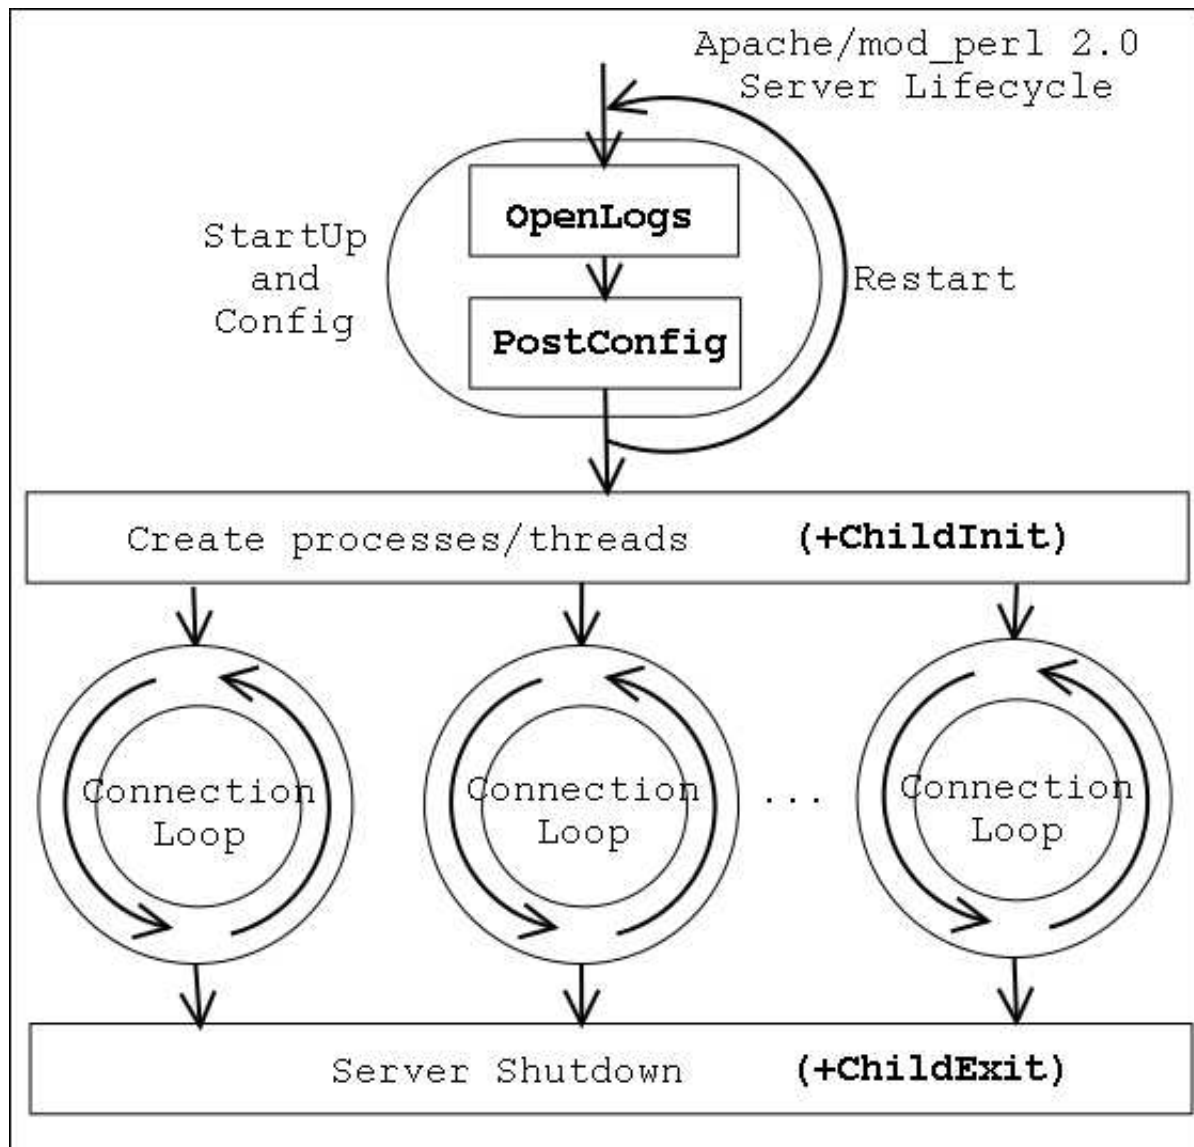 Apache/mod_perl 2.0
Server Lifecycle
OpenLogs
StartUp
and
Config
Restart
PostConfig
Create processes/threads (+ChildInit)
Connection
Loop
Connection
Loop
...
Connection
Loop
Server Shutdown (+ChildExit)